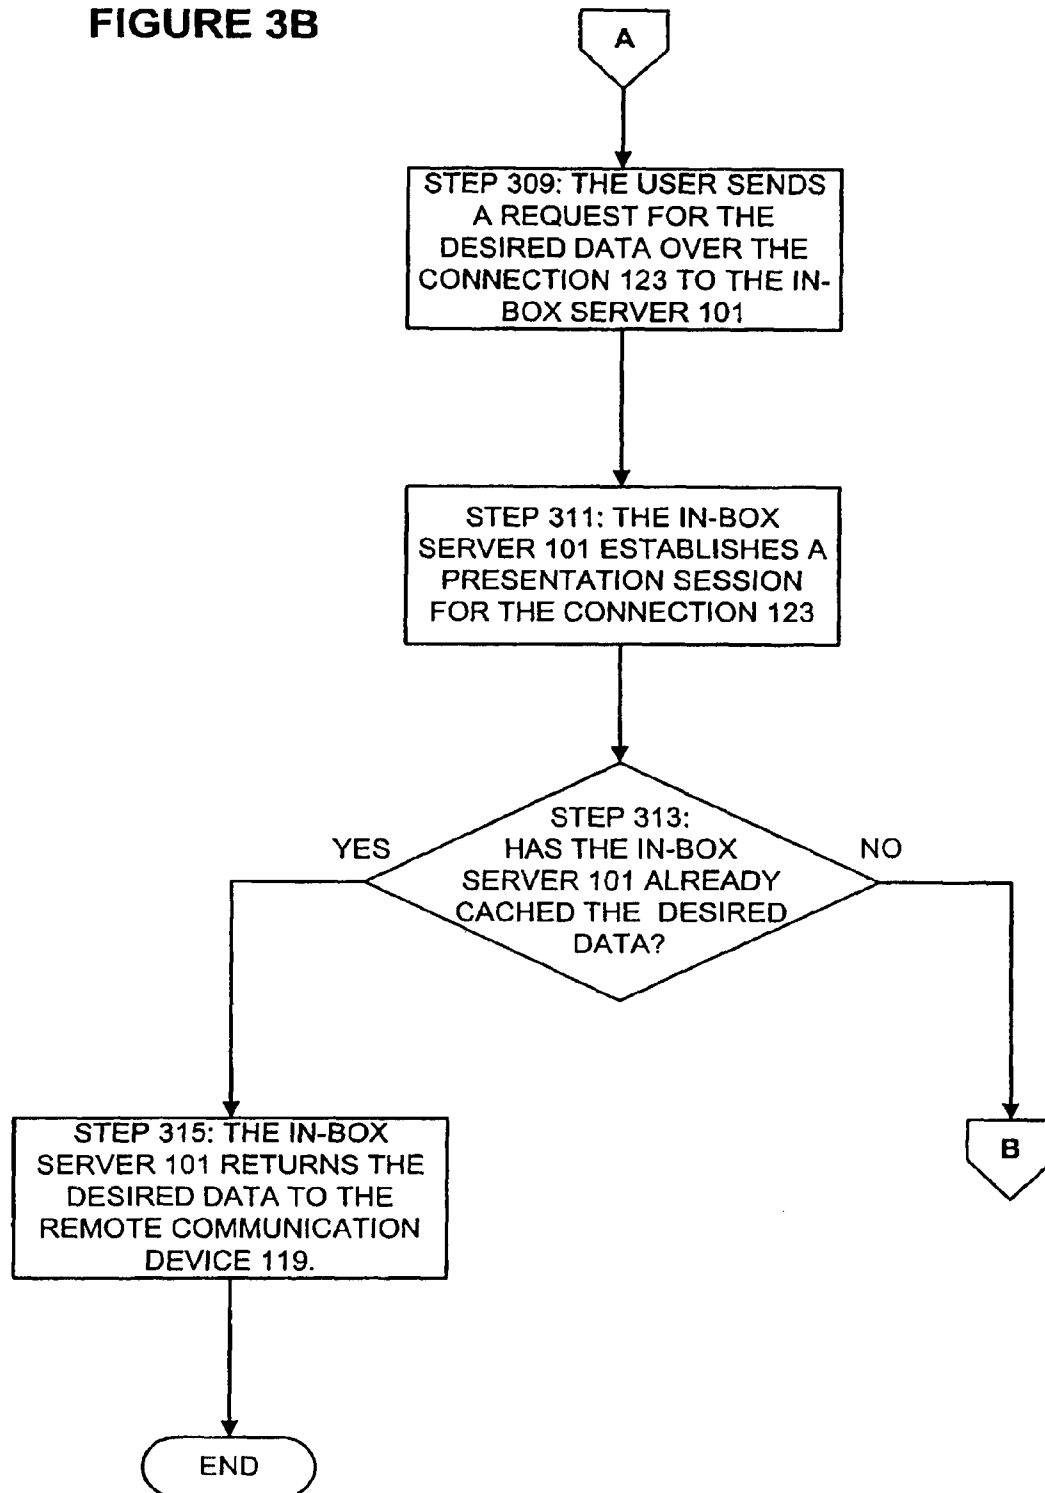 FIGURE 3B
A
STEP 309: THE USER SENDS
A REQUEST FOR THE
DESIRED DATA OVER THE
CONNECTION 123 TO THE IN-
BOX SERVER 101
STEP 311: THE IN-BOX
SERVER 101 ESTABLISHES A
PRESENTATION SESSION
FOR THE CONNECTION 123
STEP 313:
HAS THE IN-BOX
SERVER 101 ALREADY
CACHED THE DESIRED
DATA?
YES
NO
STEP 315: THE IN-BOX
SERVER 101 RETURNS THE
DESIRED DATA TO THE
REMOTE COMMUNICATION
DEVICE 119.
B
END